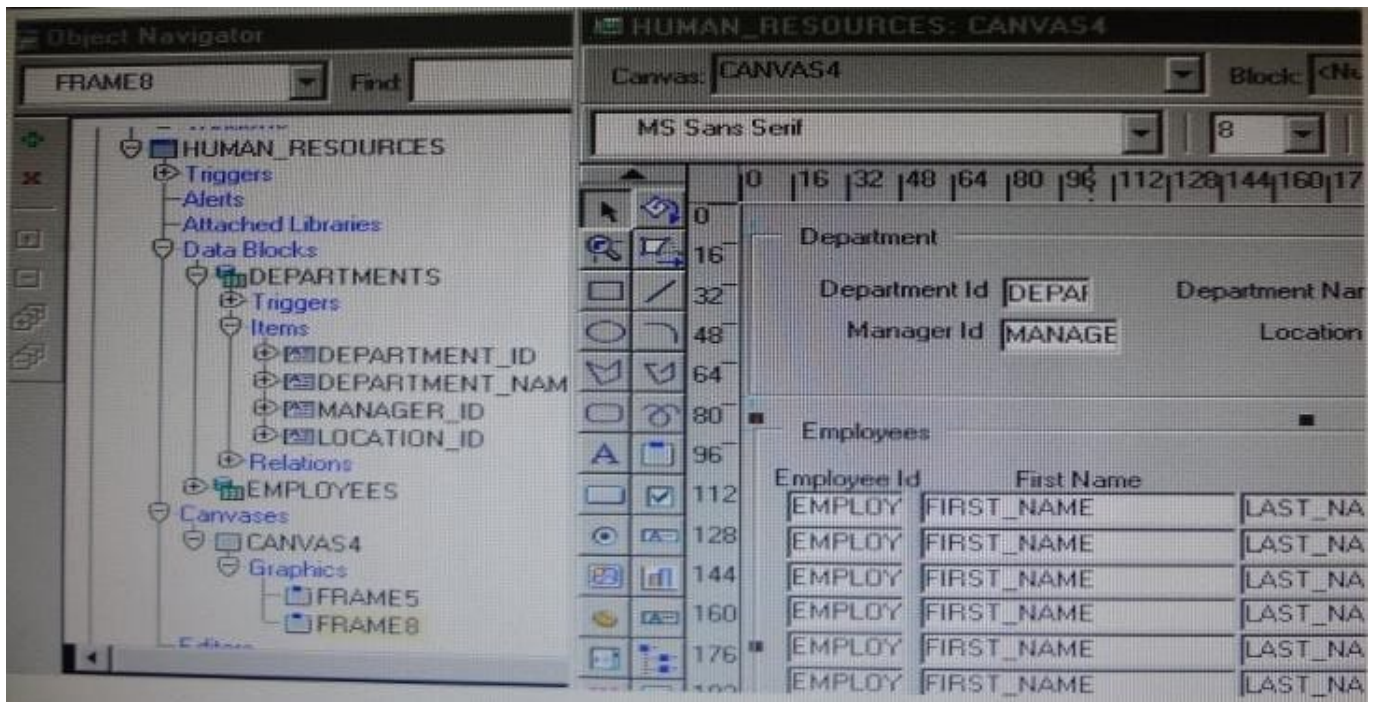 Object Navigator
FRAME8
Find:
HUMAN_RESOURCES
Triggers
Alerts
Attached Libraries
Data Blocks
DEPARTMENTS
Triggers
Items
DEPARTMENT_ID
DEPARTMENT_NAM
MANAGER_ID
LOCATION_ID
Relations
EMPLOYEES
Canvases
CANVAS4
Graphics
FRAME5
FRAME8
Editors
HUMAN_RESOURCES: CANVAS4
Canvas: CANVAS4 Block: <Nu
MS Sans Serif 8
0 16 32 48 64 80 96 112 128 144 160 17
0
16
32
48
64
80
96
112
128
144
160
176
192
Department
Department Id DEPAR Department Nar
Manager Id MANAGE Location
Employees
Employee Id First Name
EMPLOY FIRST_NAME LAST_NA
EMPLOY FIRST_NAME LAST_NA
EMPLOY FIRST_NAME LAST_NA
EMPLOY FIRST_NAME LAST_NA
EMPLOY FIRST_NAME LAST_NA
EMPLOY FIRST_NAME LAST_NA